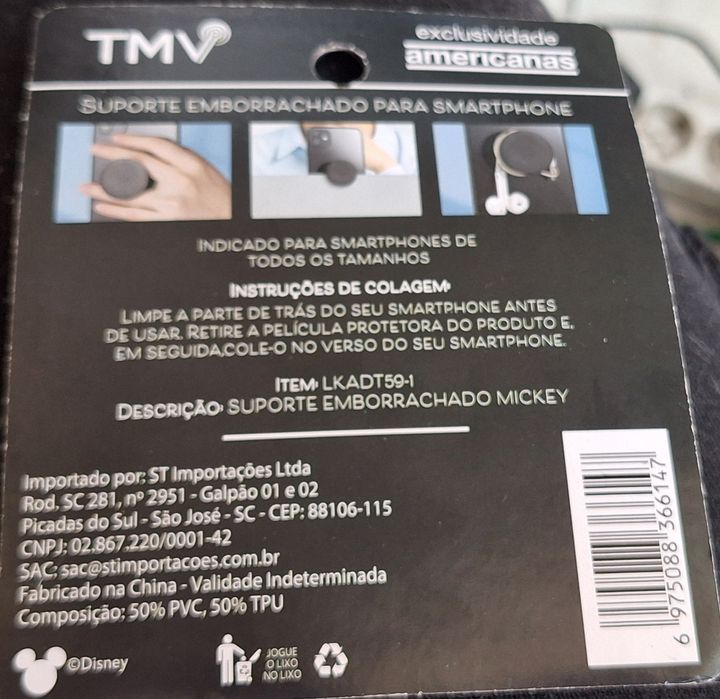 TMV
exclusividade
americanas
SUPORTE EMBORRACHADO PARA SMARTPHONE
INDICADO PARA SMARTPHONES DE
TODOS OS TAMANHOS
INSTRUÇÕES DE COLAGEM:
LIMPE A PARTE DE TRÁS DO SEU SMARTPHONE ANTES
DE USAR. RETIRE A PELÍCULA PROTETORA DO PRODUTO E,
EM SEGUIDA,COLE-O NO VERSO DO SEU SMARTPHONE.
ITEM: LKADT59-1
DESCRIÇÃO: SUPORTE EMBORRACHADO MICKEY
Importado por: ST Importações Ltda
Rod. SC 281, nº 2951 - Galpão 01 e 02
Picadas do Sul - São José - SC - CEP: 88106-115
CNPJ: 02.867.220/0001-42
SAC: sac@stimportacoes.com.br
Fabricado na China - Validade Indeterminada
Composição: 50% PVC, 50% TPU
©Disney
JOGUE
O LIXO
NO LIXO
6 975088 366147